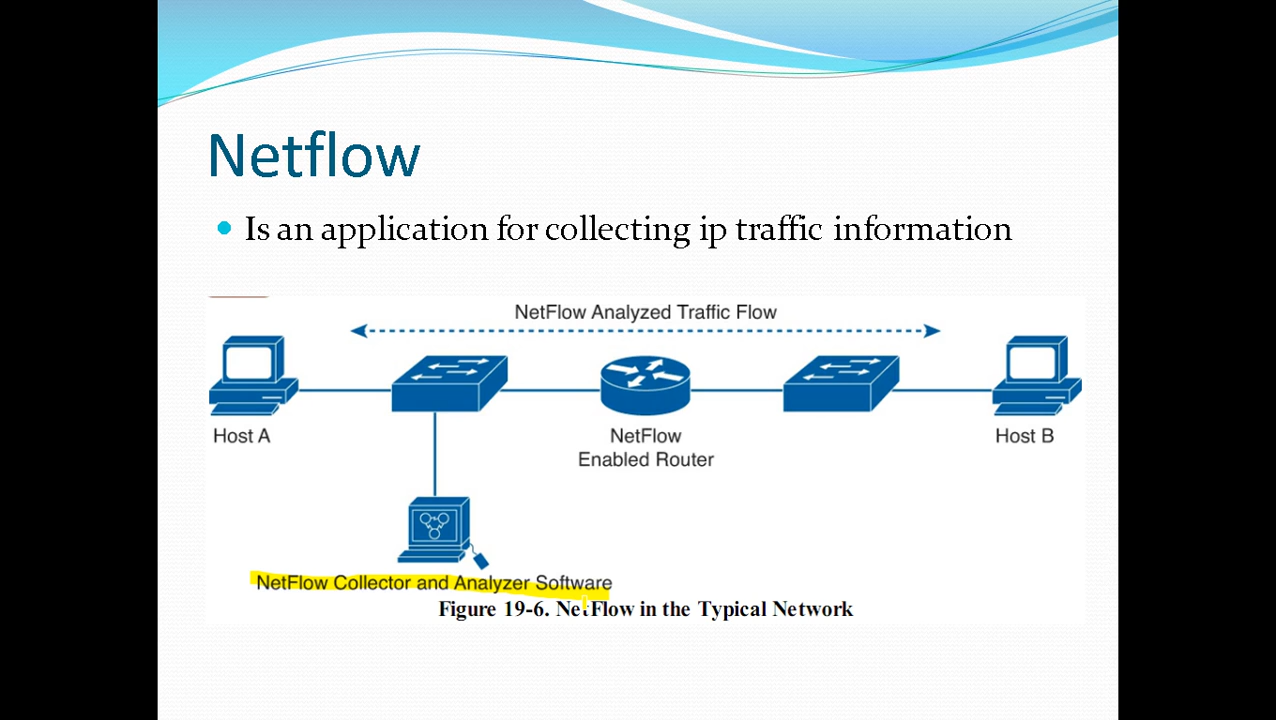 Netflow
Is an application for collecting ip traffic information
NetFlow Analyzed Traffic Flow
Host A
NetFlow
Enabled Router
Host B
NetFlow Collector and Analyzer Software
Figure 19-6. NetFlow in the Typical Network